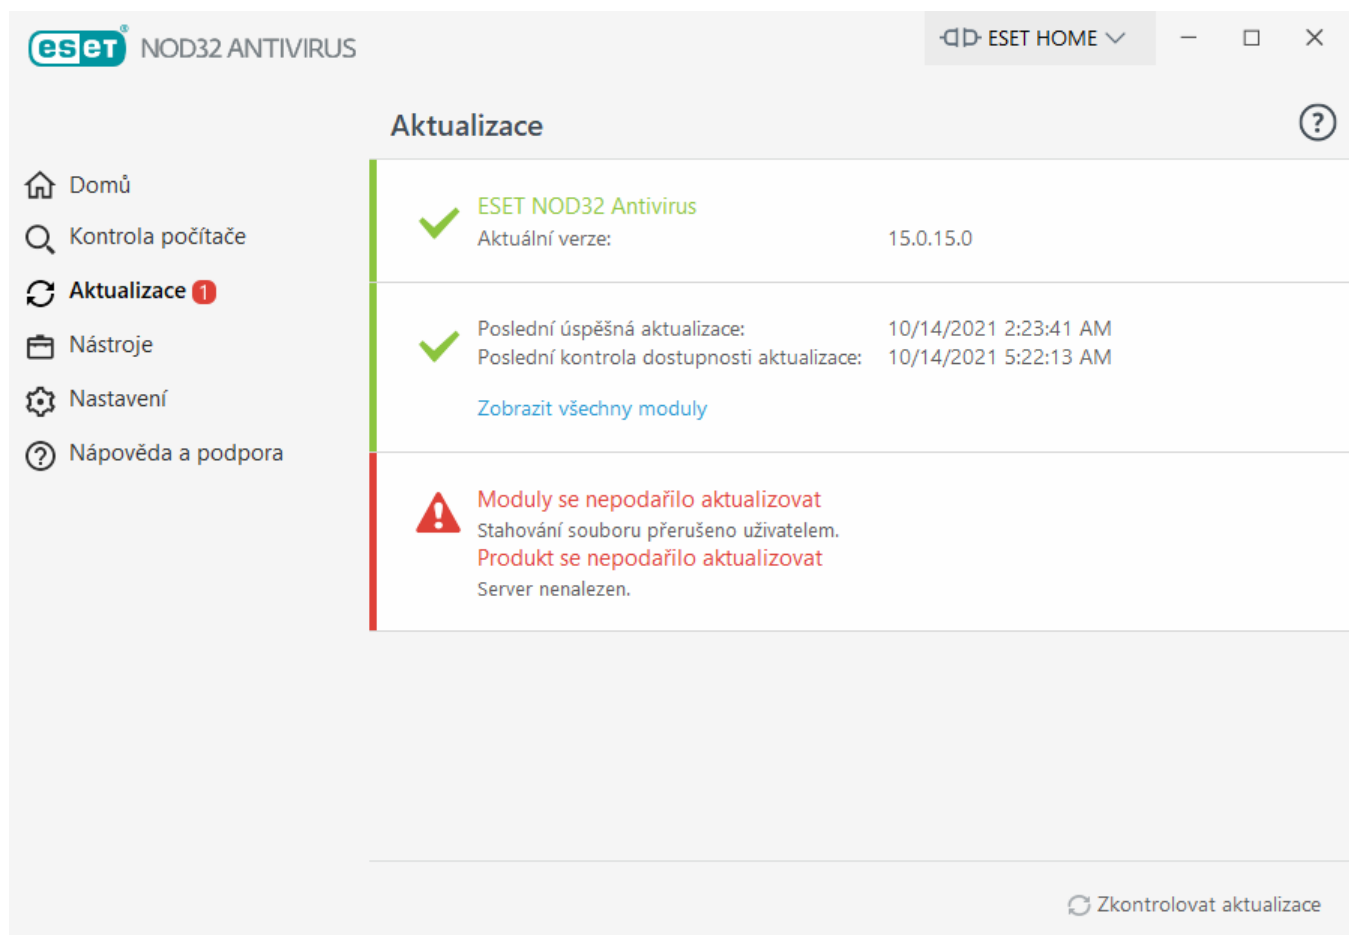 eset® NOD32 ANTIVIRUS
ESET HOME
Aktualizace
?
Domů
Kontrola počítače
Aktualizace 1
Nástroje
Nastavení
Nápověda a podpora
ESET NOD32 Antivirus
Aktuální verze: 15.0.15.0
Poslední úspěšná aktualizace: 10/14/2021 2:23:41 AM
Poslední kontrola dostupnosti aktualizace: 10/14/2021 5:22:13 AM
Zobrazit všechny moduly
Moduly se nepodařilo aktualizovat
Stahování souboru přerušeno uživatelem.
Produkt se nepodařilo aktualizovat
Server nenalezen.
Zkontrolovat aktualizace